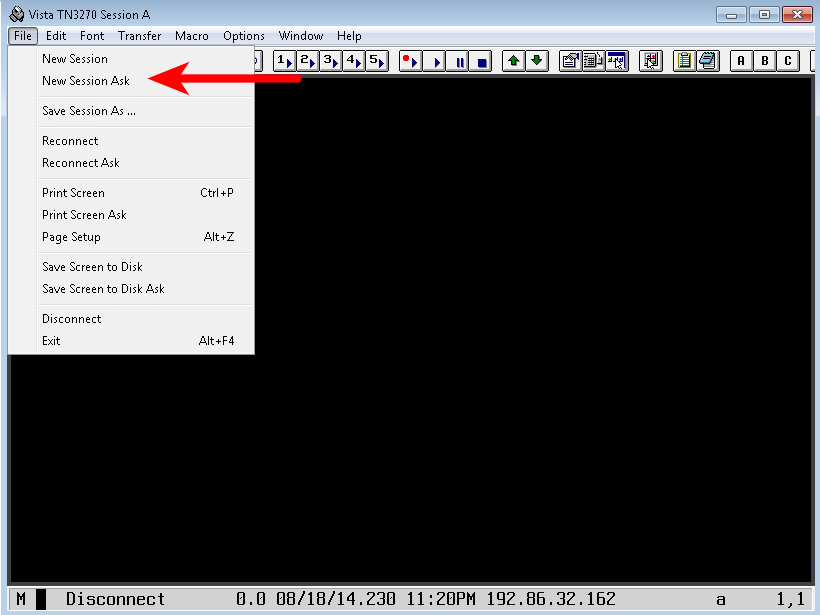 Vista TN3270 Session A
File Edit Font Transfer Macro Options Window Help
1 2 3 4 5 A B C
New Session
New Session Ask
Save Session As ...
Reconnect
Reconnect Ask
Print Screen Ctrl+P
Print Screen Ask
Page Setup Alt+Z
Save Screen to Disk
Save Screen to Disk Ask
Disconnect
Exit Alt+F4
M Disconnect 0.0 08/18/14.230 11:20PM 192.86.32.162 a 1,1